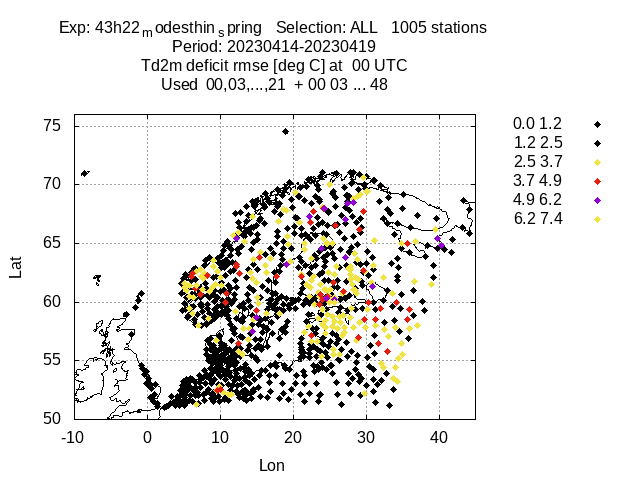 Exp: 43h22modesthinspring Selection: ALL 1005 stations
Period: 20230414-20230419
Td2m deficit rmse [deg C] at 00 UTC
Used 00,03,...,21 + 00 03 ... 48
0.0 1.2
1.2 2.5
2.5 3.7
3.7 4.9
4.9 6.2
6.2 7.4
75
70
65
60
55
50
Lat
-10 0 10 20 30 40
Lon